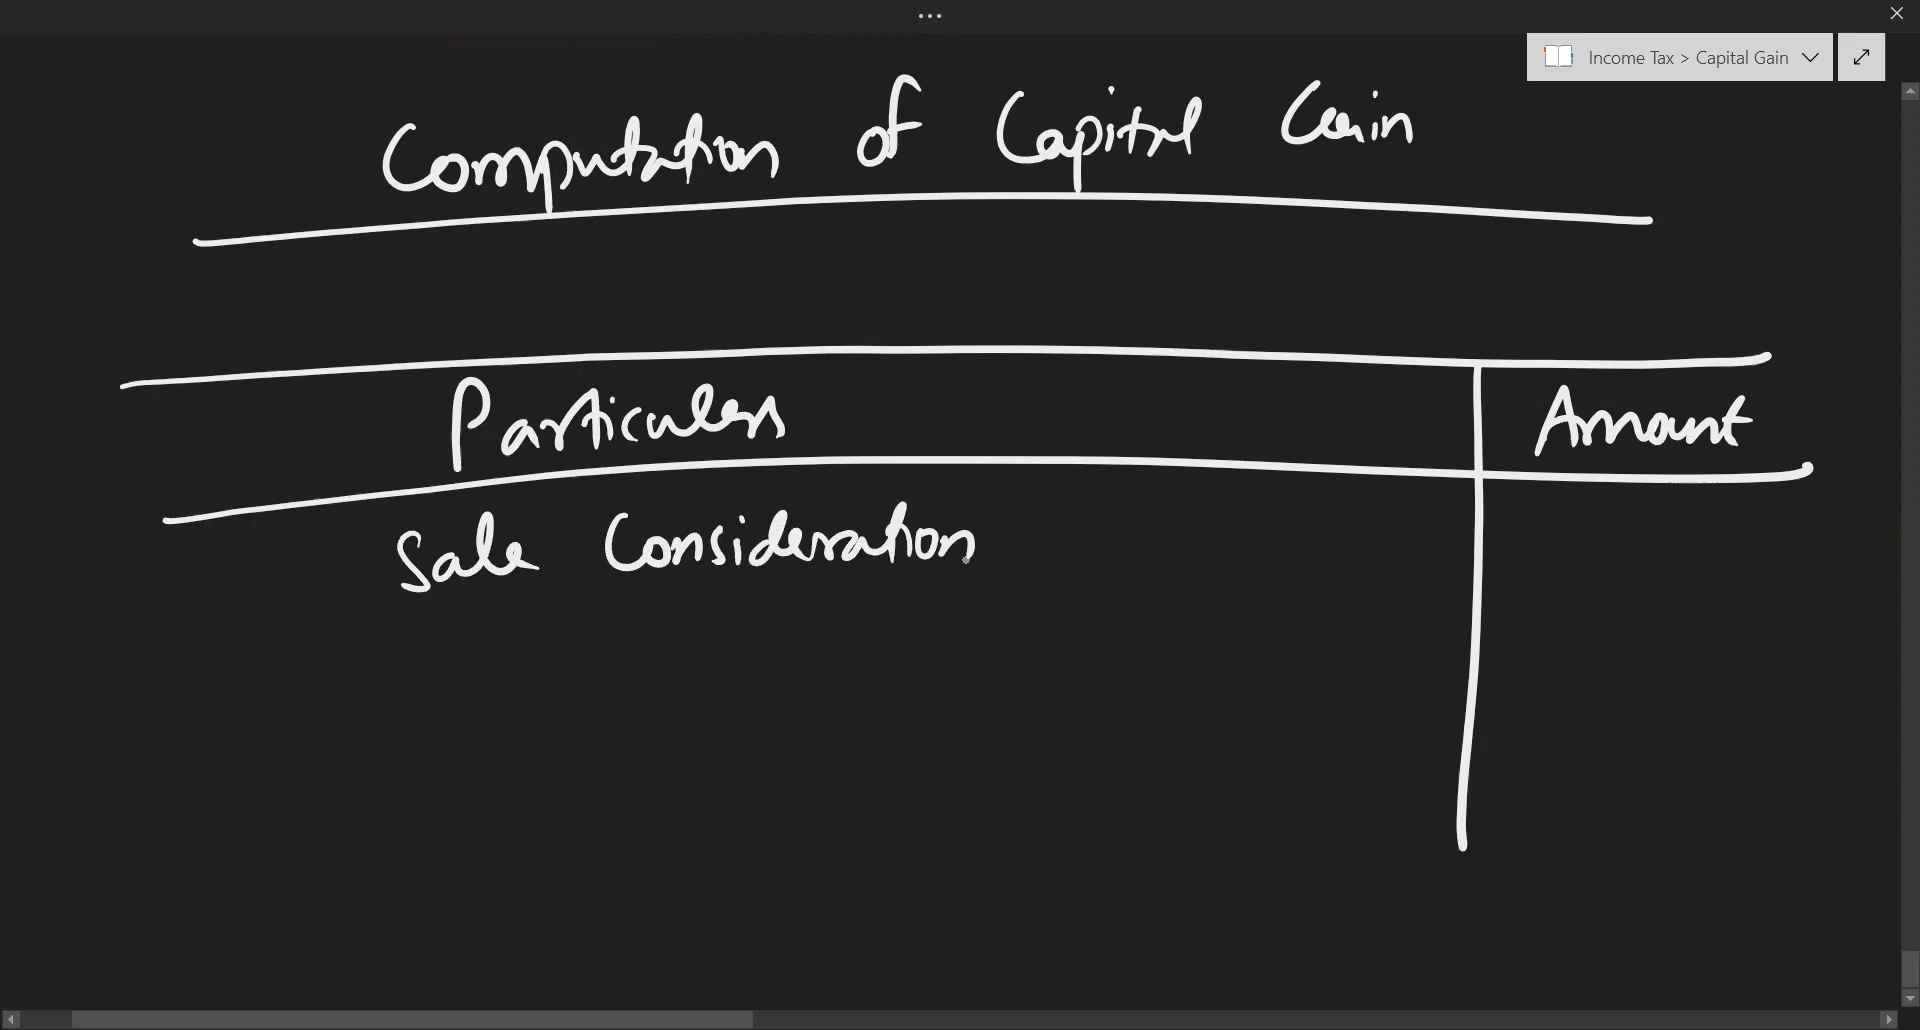 Income Tax > Capital Gain
Computation of Capital Gain
Particulars Amount
Sale Consideration